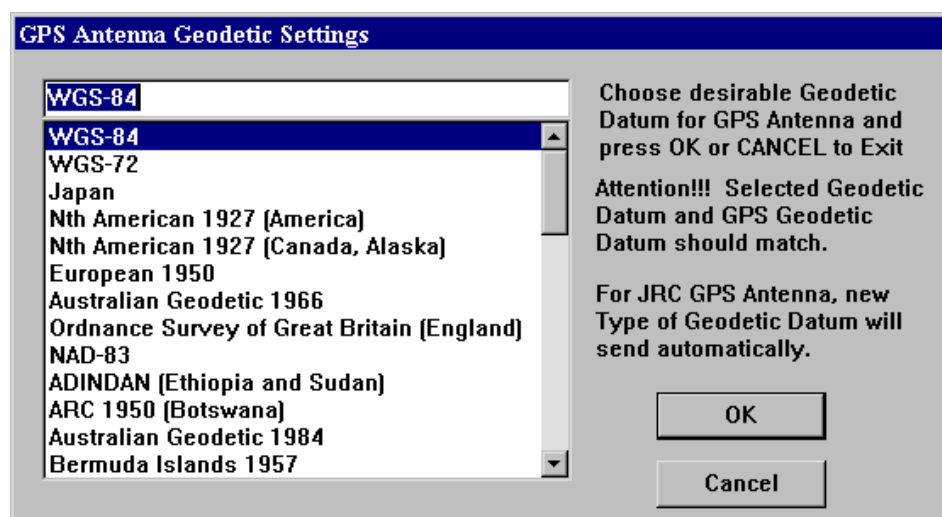 GPS Antenna Geodetic Settings
WGS-84
WGS-84
WGS-72
Japan
Nth American 1927 (America)
Nth American 1927 (Canada, Alaska)
European 1950
Australian Geodetic 1966
Ordnance Survey of Great Britain (England)
NAD-83
ADINDAN (Ethiopia and Sudan)
ARC 1950 (Botswana)
Australian Geodetic 1984
Bermuda Islands 1957
Choose desirable Geodetic
Datum for GPS Antenna and
press OK or CANCEL to Exit
Attention!!! Selected Geodetic
Datum and GPS Geodetic
Datum should match.
For JRC GPS Antenna, new
Type of Geodetic Datum will
send automatically.
OK
Cancel